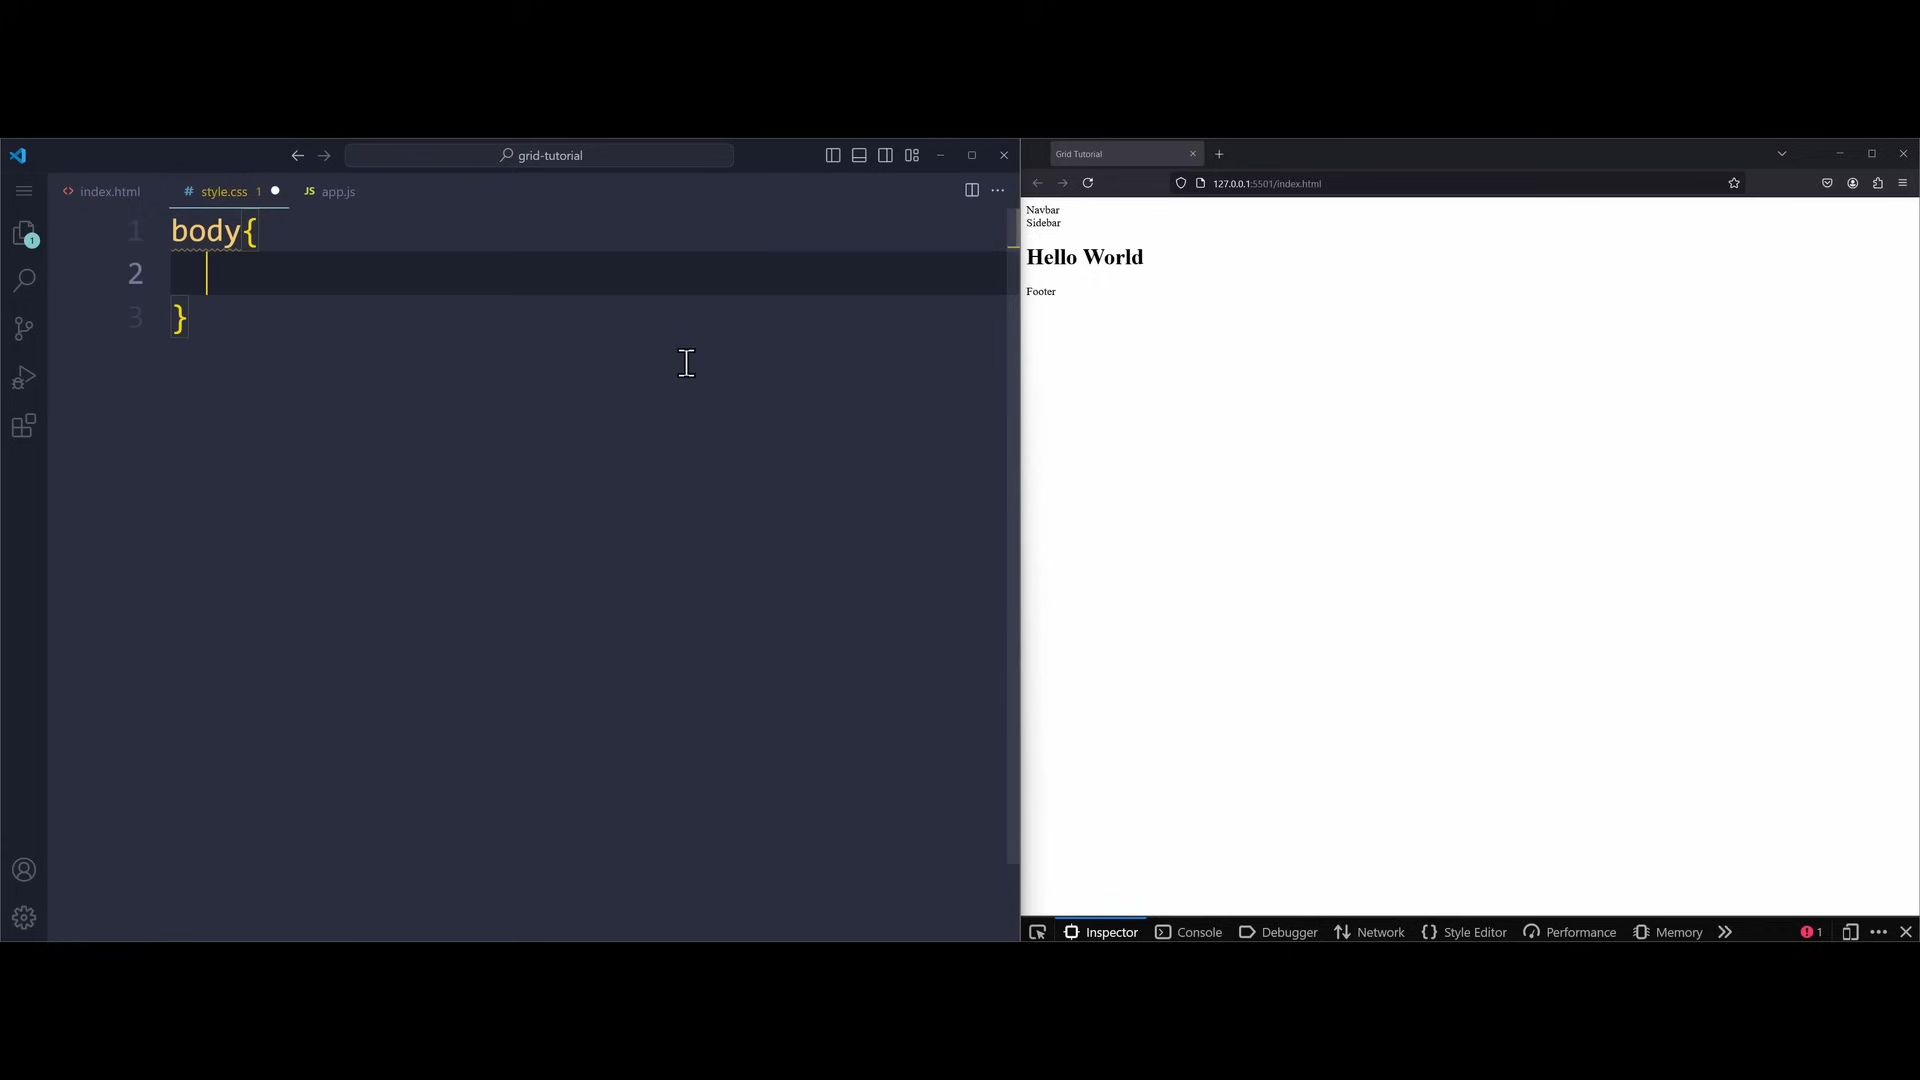 grid-tutorial
index.html
# style.css 1
JS app.js
1
1 body{
2
3 }
Grid Tutorial
127.0.0.1:5501/index.html
Navbar
Sidebar
Hello World
Footer
Inspector Console Debugger Network {} Style Editor Performance Memory 1